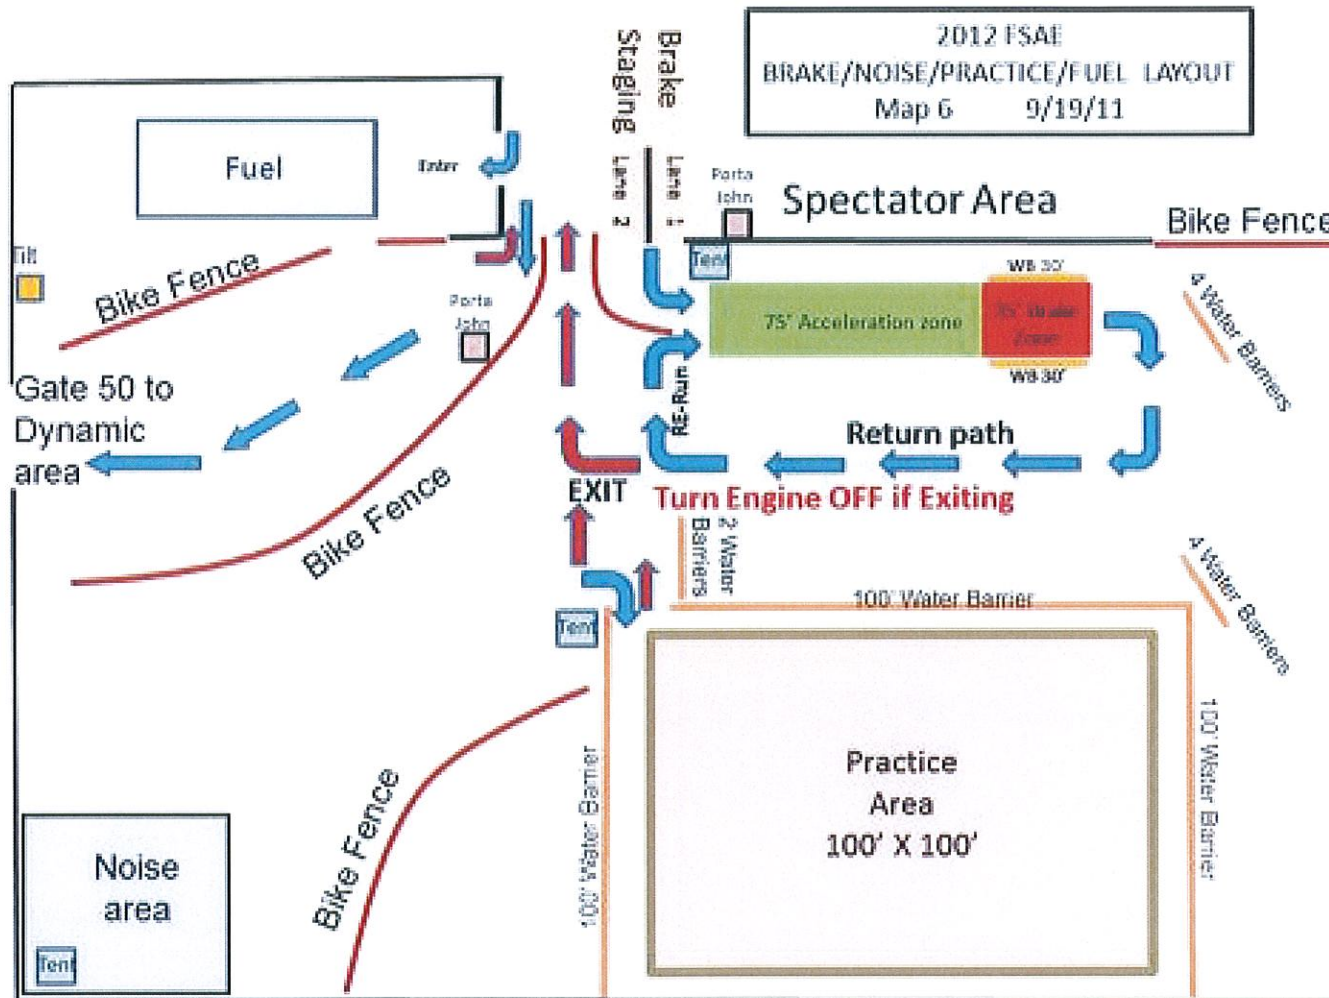 2012 FSAE
BRAKE/NOISE/PRACTICE/FUEL LAYOUT
Map 6 9/19/11
Brake
Staging
Lane 1
Lane 2
Fuel
Enter
Porta
John
Spectator Area
Bike Fence
Tilt
Bike Fence
Tent
Porta
John
WB 30'
75' Acceleration zone
Brake
Zone
WB 30'
4 Water Barriers
Gate 50 to
Dynamic
area
RE-Run
Return path
Bike Fence
EXIT
Turn Engine OFF if Exiting
2 Water
Barriers
4 Water Barriers
100' Water Barrier
Tent
Practice
Area
100' X 100'
100' Water Barrier
100' Water Barrier
Bike Fence
Noise
area
Tent